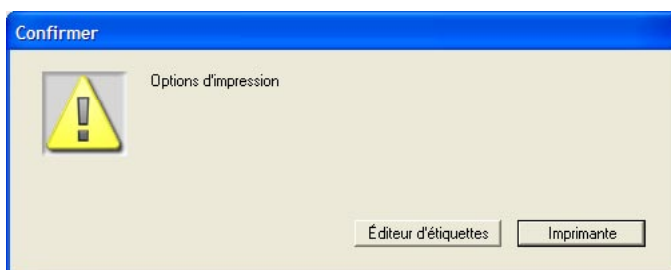 Confirmer
Options d'impression
Éditeur d'étiquettes
Imprimante